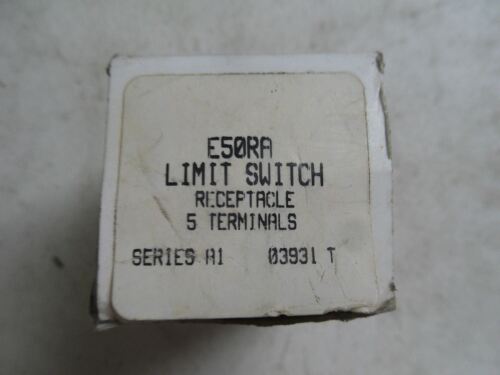 E50RA
LIMIT SWITCH
RECEPTACLE
5 TERMINALS
SERIES A1 03931 T